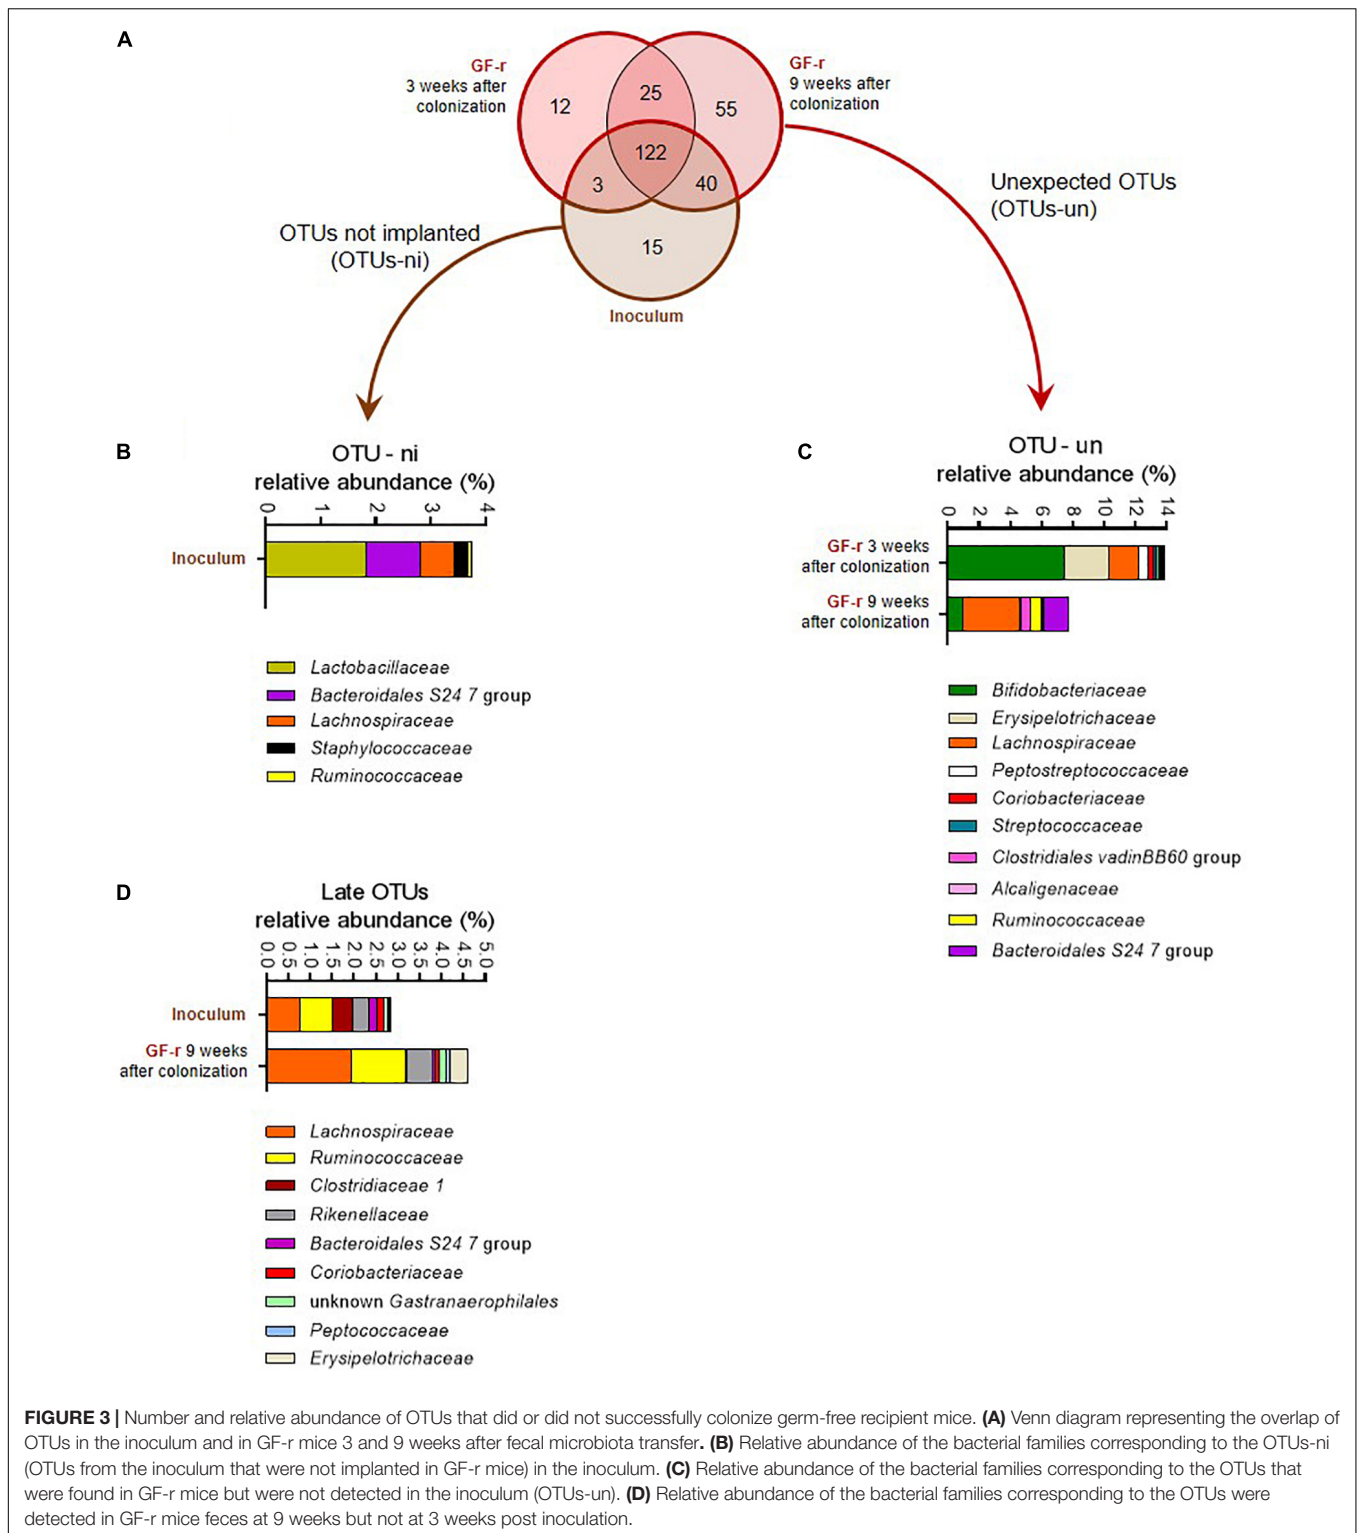 A
GF-r
3 weeks after
colonization
GF-r
9 weeks after
colonization
12
25
55
122
3
40
15
Inoculum
OTUs not implanted
(OTUs-ni)
Unexpected OTUs
(OTUs-un)
B
OTU - ni
relative abundance (%)
0 1 2 3 4
Inoculum
Lactobacillaceae
Bacteroidales S24 7 group
Lachnospiraceae
Staphylococcaceae
Ruminococcaceae
C
OTU - un
relative abundance (%)
0 2 4 6 8 10 12 14
GF-r 3 weeks
after colonization
GF-r 9 weeks
after colonization
Bifidobacteriaceae
Erysipelotrichaceae
Lachnospiraceae
Peptostreptococcaceae
Coriobacteriaceae
Streptococcaceae
Clostridiales vadinBB60 group
Alcaligenaceae
Ruminococcaceae
Bacteroidales S24 7 group
D
Late OTUs
relative abundance (%)
0.0 0.5 1.0 1.5 2.0 2.5 3.0 3.5 4.0 4.5 5.0
Inoculum
GF-r 9 weeks
after colonization
Lachnospiraceae
Ruminococcaceae
Clostridiaceae 1
Rikenellaceae
Bacteroidales S24 7 group
Coriobacteriaceae
unknown Gastranaerophilales
Peptococcaceae
Erysipelotrichaceae
FIGURE 3 | Number and relative abundance of OTUs that did or did not successfully colonize germ-free recipient mice. (A) Venn diagram representing the overlap of
OTUs in the inoculum and in GF-r mice 3 and 9 weeks after fecal microbiota transfer. (B) Relative abundance of the bacterial families corresponding to the OTUs-ni
(OTUs from the inoculum that were not implanted in GF-r mice) in the inoculum. (C) Relative abundance of the bacterial families corresponding to the OTUs that
were found in GF-r mice but were not detected in the inoculum (OTUs-un). (D) Relative abundance of the bacterial families corresponding to the OTUs were
detected in GF-r mice feces at 9 weeks but not at 3 weeks post inoculation.